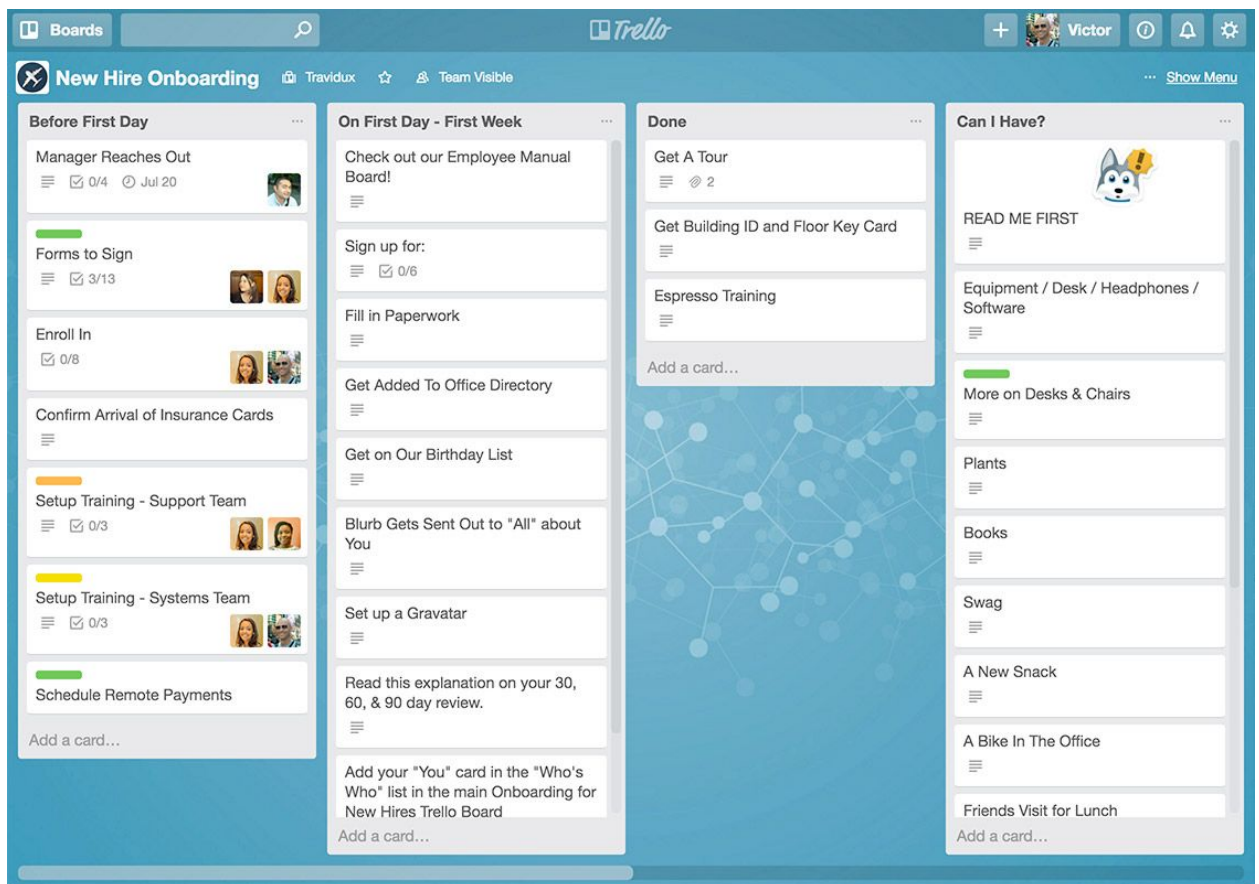 Boards
Trello
Victor
New Hire Onboarding
Travidux
Team Visible
... Show Menu
Before First Day
Manager Reaches Out
0/4 Jul 20
Forms to Sign
3/13
Enroll In
0/8
Confirm Arrival of Insurance Cards
Setup Training - Support Team
0/3
Setup Training - Systems Team
0/3
Schedule Remote Payments
Add a card...
On First Day - First Week
Check out our Employee Manual
Board!
Sign up for:
0/6
Fill in Paperwork
Get Added To Office Directory
Get on Our Birthday List
Blurb Gets Sent Out to "All" about
You
Set up a Gravatar
Read this explanation on your 30,
60, & 90 day review.
Add your "You" card in the "Who's
Who" list in the main Onboarding for
New Hires Trello Board
Add a card...
Done
Get A Tour
2
Get Building ID and Floor Key Card
Espresso Training
Add a card...
Can I Have?
READ ME FIRST
Equipment / Desk / Headphones /
Software
More on Desks & Chairs
Plants
Books
Swag
A New Snack
A Bike In The Office
Friends Visit for Lunch
Add a card...